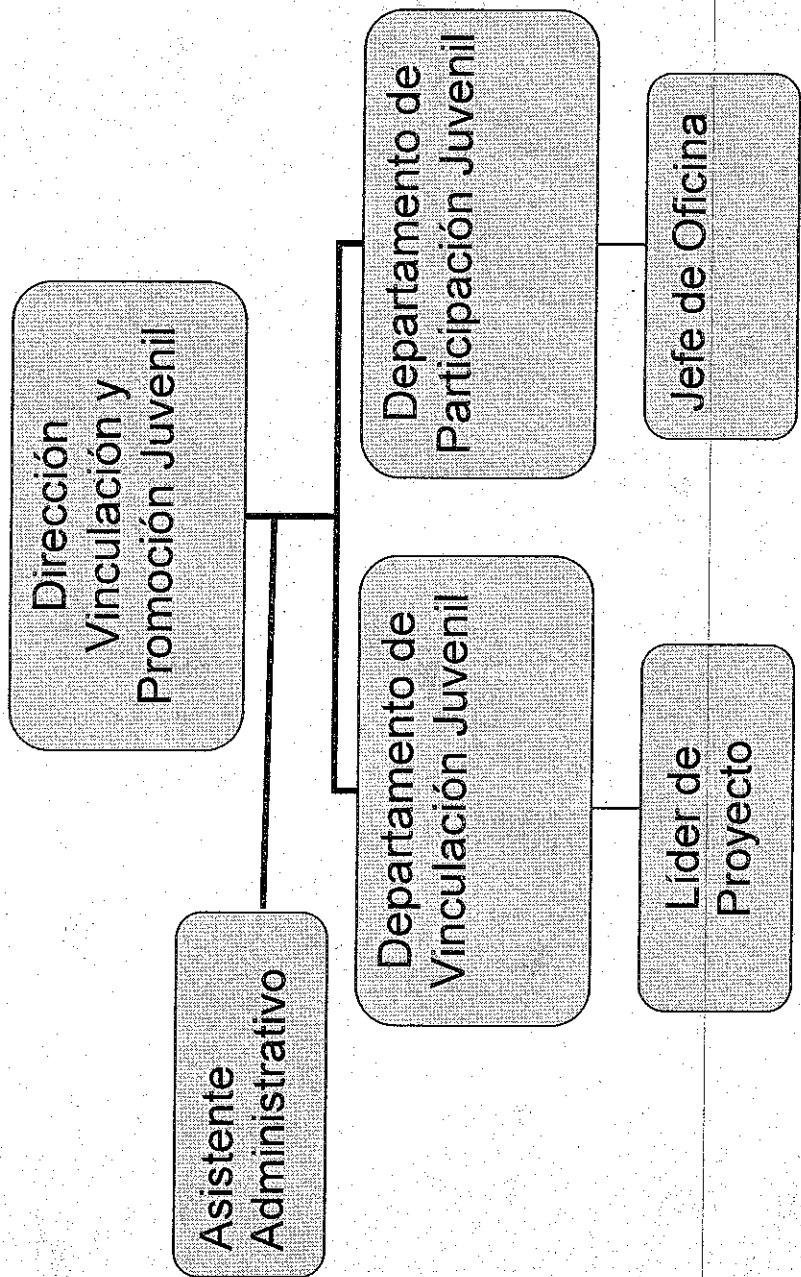 Dirección
Vinculación y
Promoción Juvenil
Asistente
Administrativo
Departamento de
Vinculación Juvenil
Departamento de
Participación Juvenil
Líder de
Proyecto
Jefe de Oficina